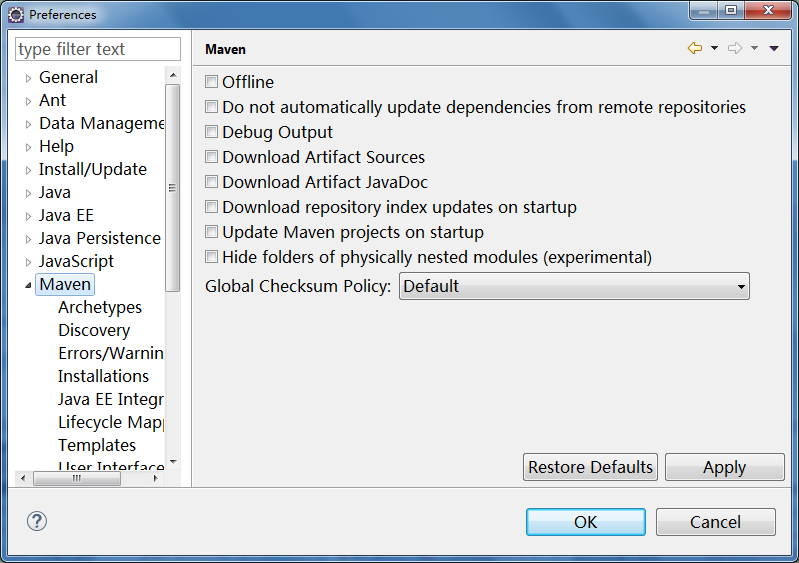 Preferences
type filter text
General
Ant
Data Manageme
Help
Install/Update
Java
Java EE
Java Persistence
JavaScript
Maven
Archetypes
Discovery
Errors/Warnin
Installations
Java EE Integr
Lifecycle Map
Templates
User Interface
Maven
Offline
Do not automatically update dependencies from remote repositories
Debug Output
Download Artifact Sources
Download Artifact JavaDoc
Download repository index updates on startup
Update Maven projects on startup
Hide folders of physically nested modules (experimental)
Global Checksum Policy: Default
Restore Defaults Apply
? OK Cancel